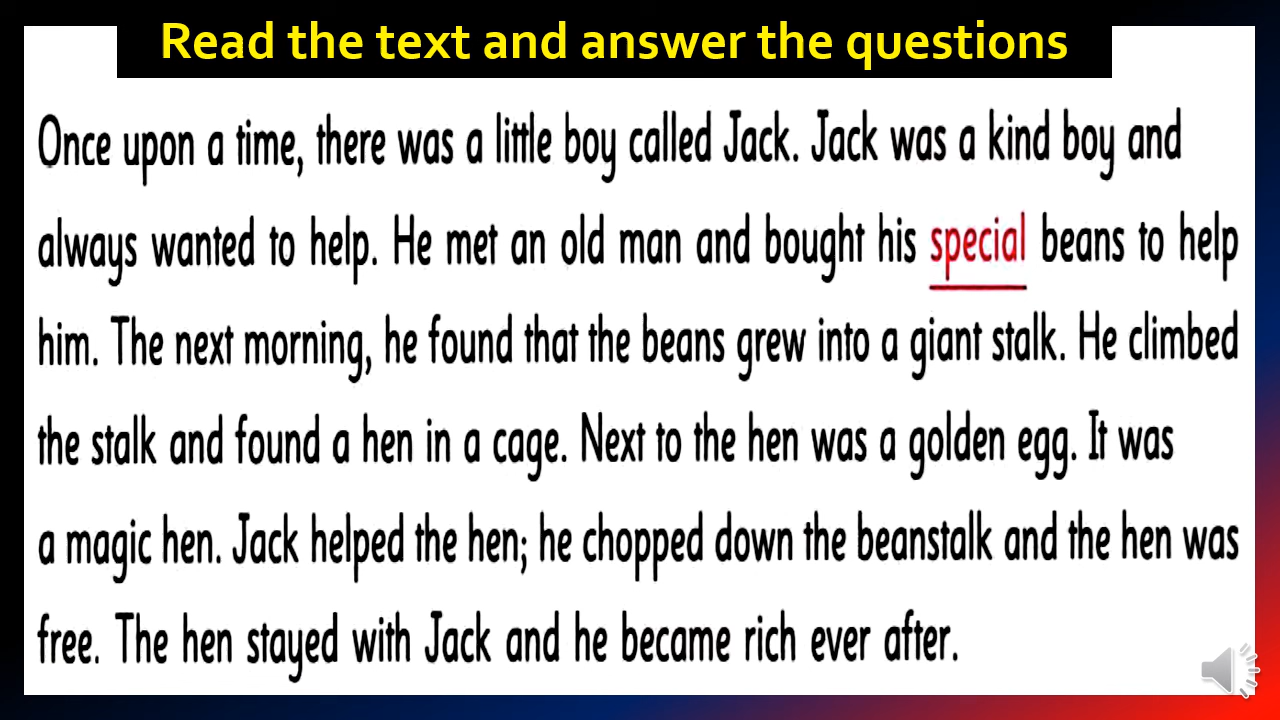 Read the text and answer the questions
Once upon a time, there was a little boy called Jack. Jack was a kind boy and
always wanted to help. He met an old man and bought his special beans to help
him. The next morning, he found that the beans grew into a giant stalk. He climbed
the stalk and found a hen in a cage. Next to the hen was a golden egg. It was
a magic hen. Jack helped the hen; he chopped down the beanstalk and the hen was
free. The hen stayed with Jack and he became rich ever after.